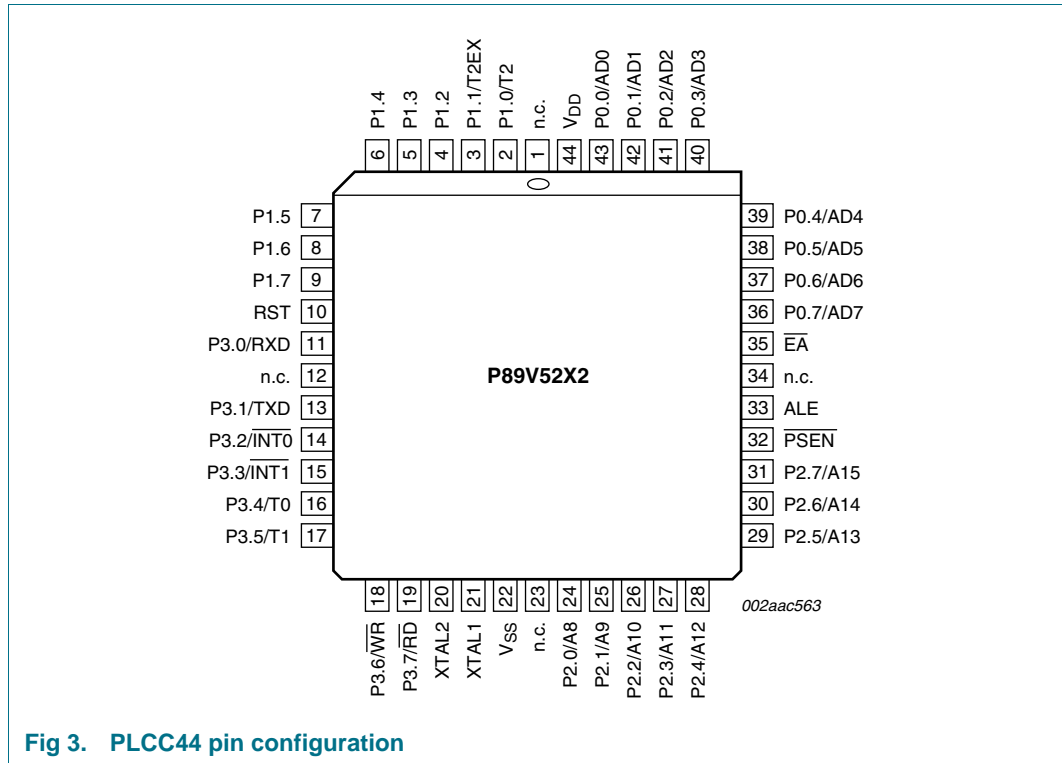 P1.4
P1.3
P1.2
P1.1/T2EX
P1.0/T2
n.c.
VDD
P0.0/AD0
P0.1/AD1
P0.2/AD2
P0.3/AD3
6
5
4
3
2
1
44
43
42
41
40
P1.5 7
P1.6 8
P1.7 9
RST 10
P3.0/RXD 11
n.c. 12
P3.1/TXD 13
P3.2/INT0 14
P3.3/INT1 15
P3.4/T0 16
P3.5/T1 17
P89V52X2
39 P0.4/AD4
38 P0.5/AD5
37 P0.6/AD6
36 P0.7/AD7
35 EA
34 n.c.
33 ALE
32 PSEN
31 P2.7/A15
30 P2.6/A14
29 P2.5/A13
18
19
20
21
22
23
24
25
26
27
28
P3.6/WR
P3.7/RD
XTAL2
XTAL1
VSS
n.c.
P2.0/A8
P2.1/A9
P2.2/A10
P2.3/A11
P2.4/A12
002aac563
Fig 3. PLCC44 pin configuration